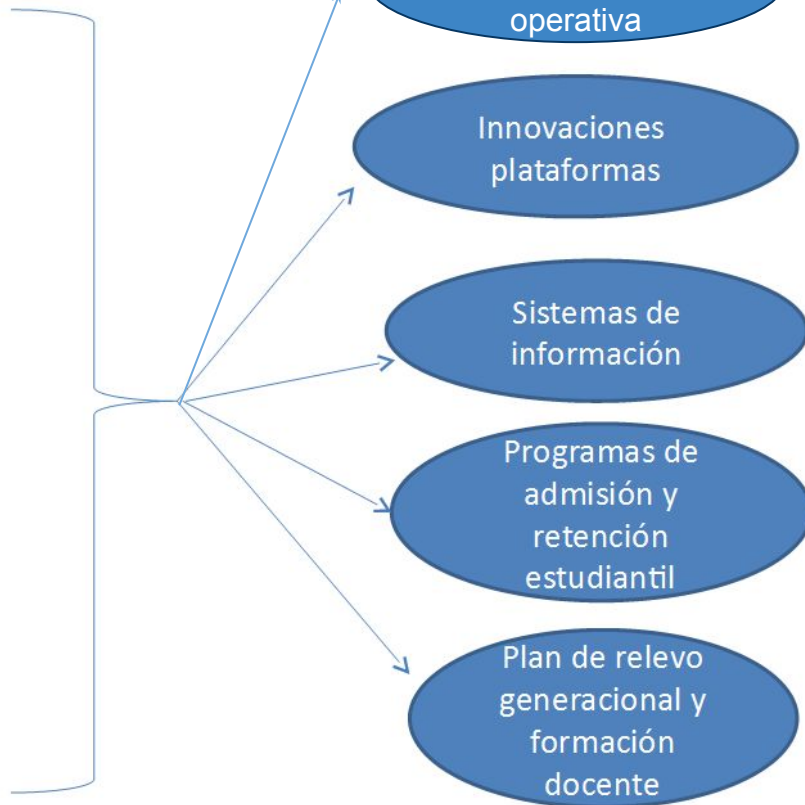 operativa
Innovaciones
plataformas
Sistemas de
información
Programas de
admisión y
retención
estudiantil
Plan de relevo
generacional y
formación
docente